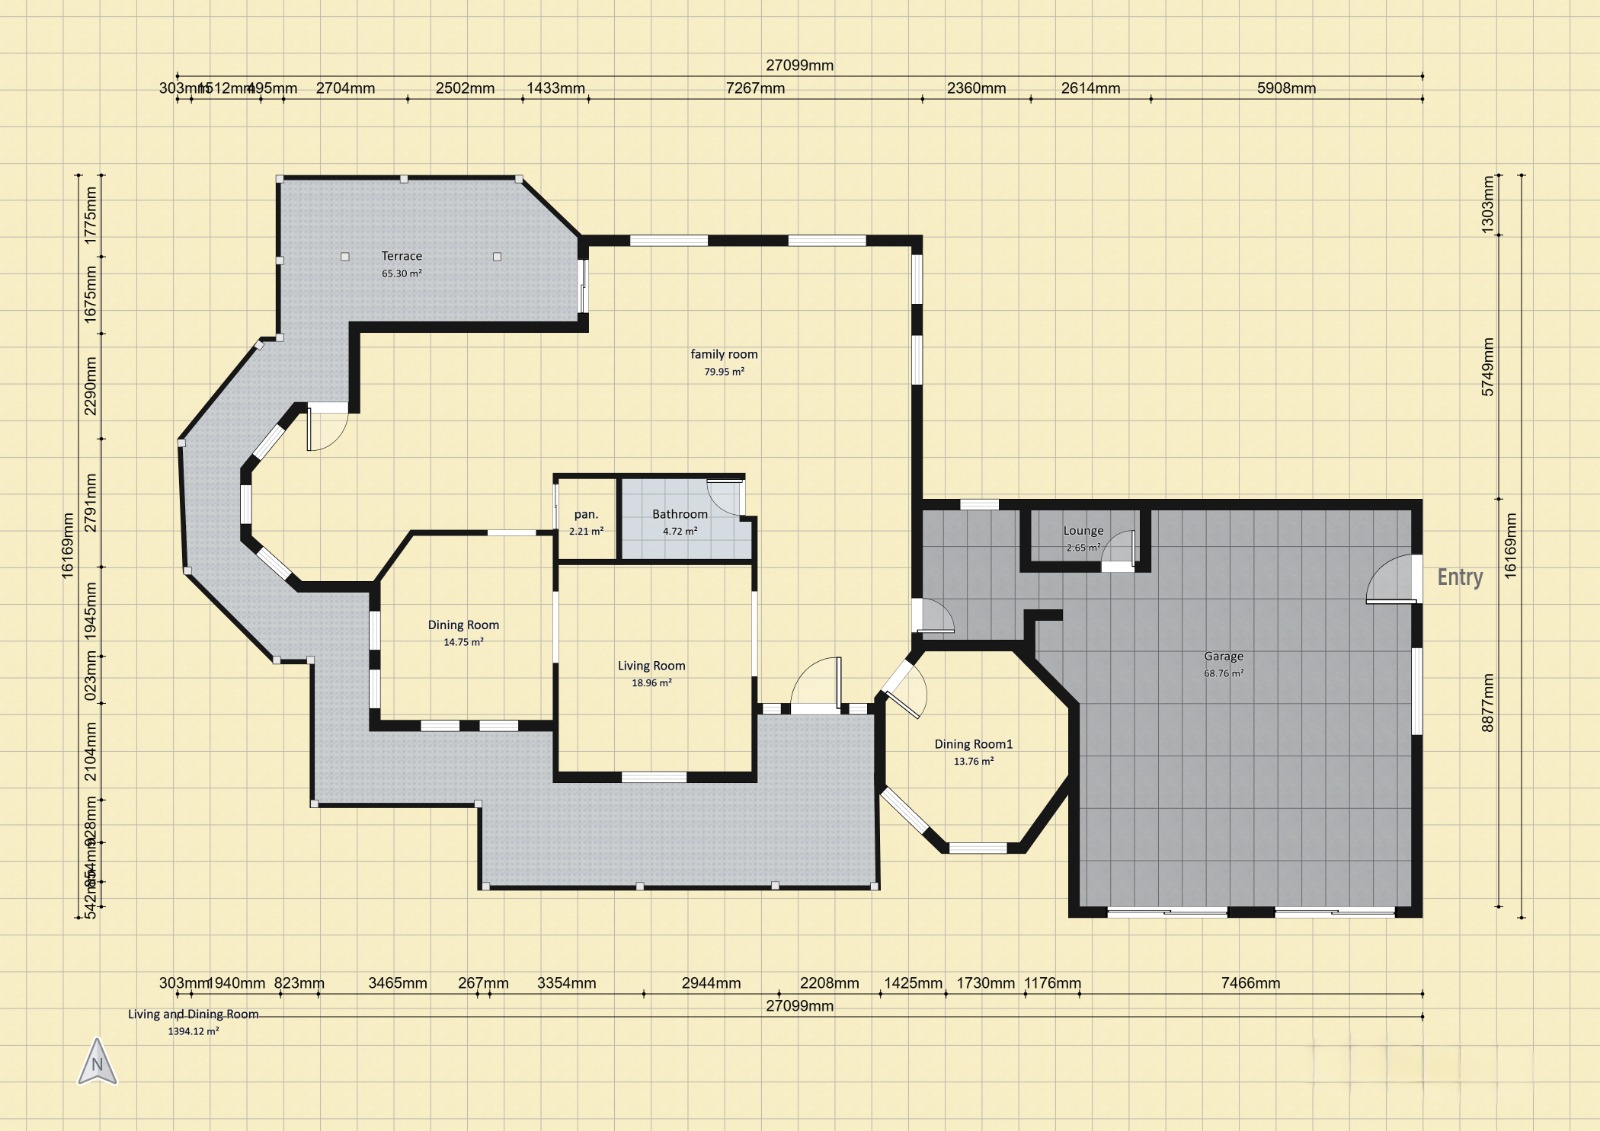 27099mm
303mm 1512mm 495mm 2704mm 2502mm 1433mm 7267mm 2360mm 2614mm 5908mm
1775mm
1675mm
2290mm
2791mm
16169mm
1945mm
023mm
2104mm
928mm
854mm
542mm
1303mm
5749mm
16169mm
8877mm
Terrace
65.30 m²
family room
79.95 m²
pan.
2.21 m²
Bathroom
4.72 m²
Lounge
2.65 m²
Entry
Dining Room
14.75 m²
Living Room
18.96 m²
Garage
68.76 m²
Dining Room1
13.76 m²
303mm 1940mm 823mm 3465mm 267mm 3354mm 2944mm 2208mm 1425mm 1730mm 1176mm 7466mm
27099mm
Living and Dining Room
1394.12 m²
N